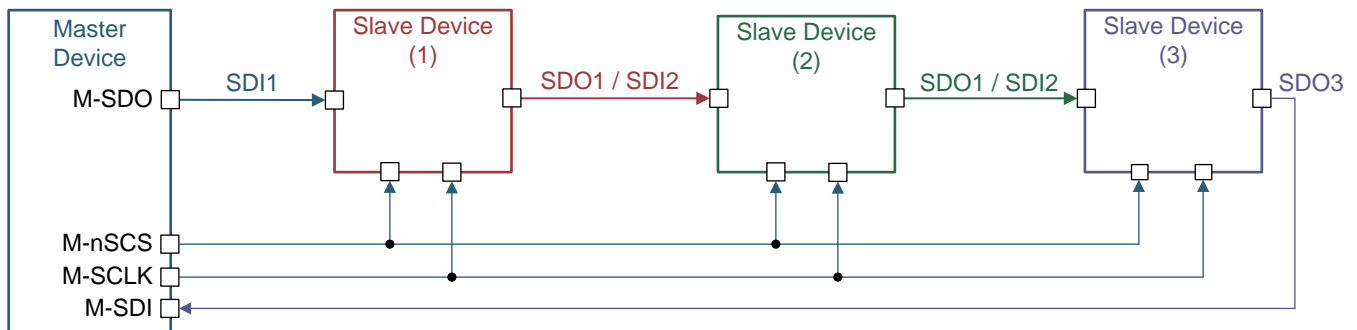 Master
Device
M-SDO
SDI1
Slave Device
(1)
SDO1 / SDI2
Slave Device
(2)
SDO1 / SDI2
Slave Device
(3)
SDO3
M-nSCS
M-SCLK
M-SDI